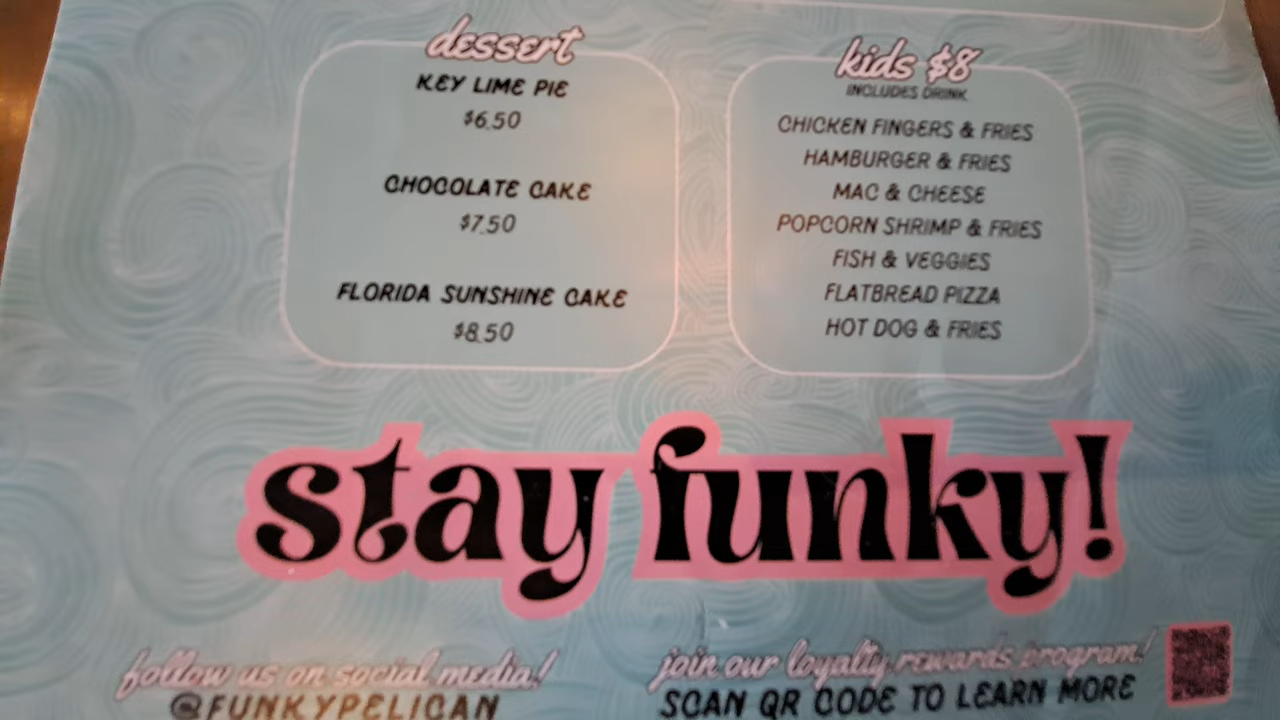 dessert
KEY LIME PIE
$6.50
CHOCOLATE CAKE
$7.50
FLORIDA SUNSHINE CAKE
$8.50
kids $8
INCLUDES DRINK
CHICKEN FINGERS & FRIES
HAMBURGER & FRIES
MAC & CHEESE
POPCORN SHRIMP & FRIES
FISH & VEGGIES
FLATBREAD PIZZA
HOT DOG & FRIES
stay funky!
follow us on social media!
@FUNKYPELICAN
join our loyalty rewards program!
SCAN QR CODE TO LEARN MORE